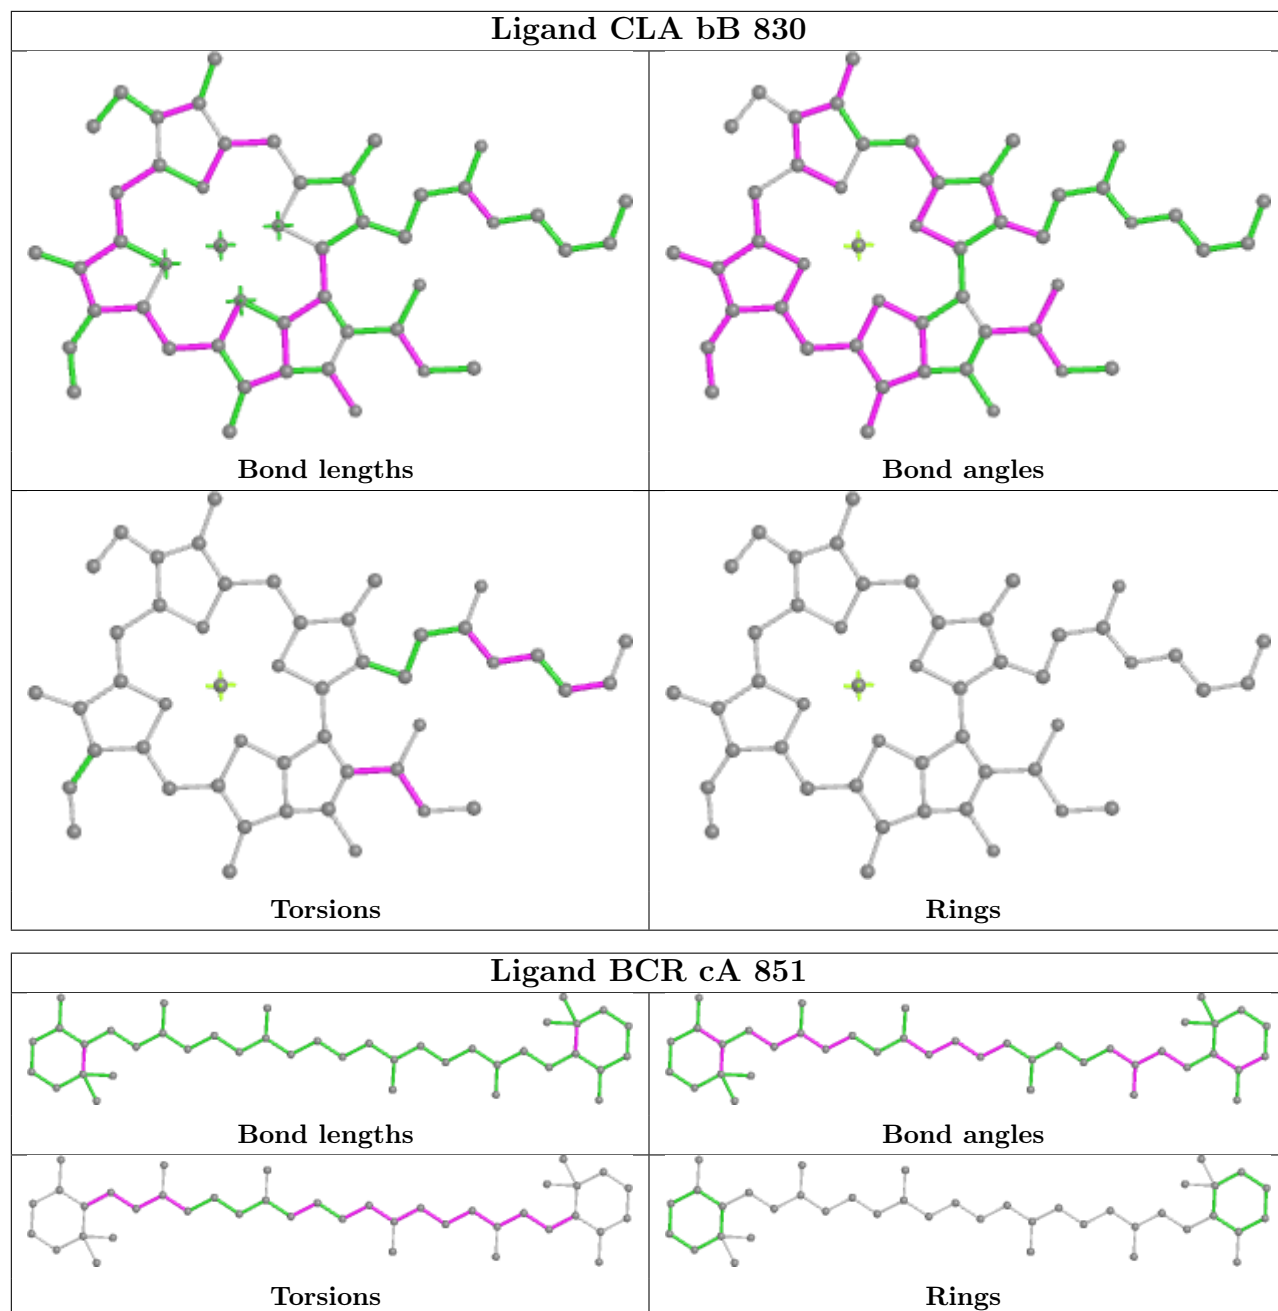 Ligand CLA bB 830
Bond lengths
Bond angles
Torsions
Rings
Ligand BCR cA 851
Bond lengths
Bond angles
Torsions
Rings